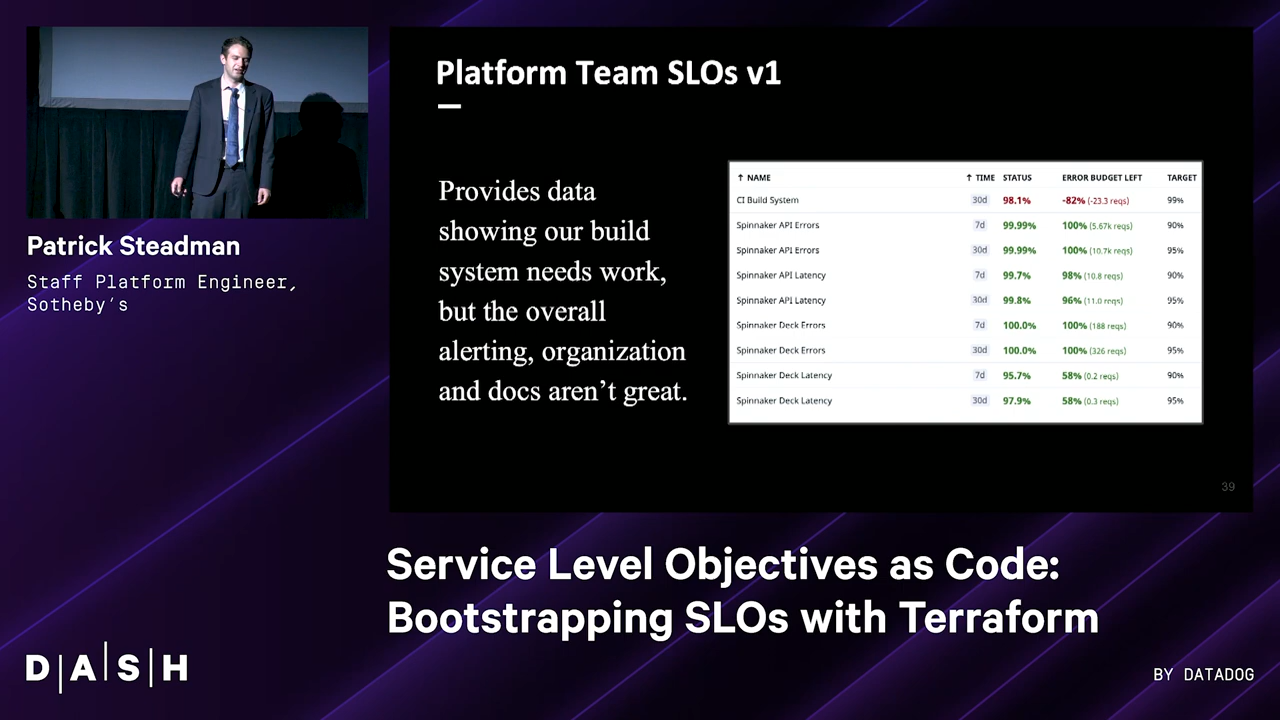 Platform Team SLOs v1
Provides data
showing our build
system needs work,
but the overall
alerting, organization
and docs aren't great.
↑ NAME ↑ TIME STATUS ERROR BUDGET LEFT TARGET
CI Build System 30d 98.1% -82% (-23.3 reqs) 99%
Spinnaker API Errors 7d 99.99% 100% (5.67k reqs) 90%
Spinnaker API Errors 30d 99.99% 100% (10.7k reqs) 95%
Spinnaker API Latency 7d 99.7% 98% (10.8 reqs) 90%
Spinnaker API Latency 30d 99.8% 96% (11.0 reqs) 95%
Spinnaker Deck Errors 7d 100.0% 100% (188 reqs) 90%
Spinnaker Deck Errors 30d 100.0% 100% (326 reqs) 95%
Spinnaker Deck Latency 7d 95.7% 58% (0.2 reqs) 90%
Spinnaker Deck Latency 30d 97.9% 58% (0.3 reqs) 95%
39
Patrick Steadman
Staff Platform Engineer,
Sotheby's
Service Level Objectives as Code:
Bootstrapping SLOs with Terraform
D|A|S|H
BY DATADOG